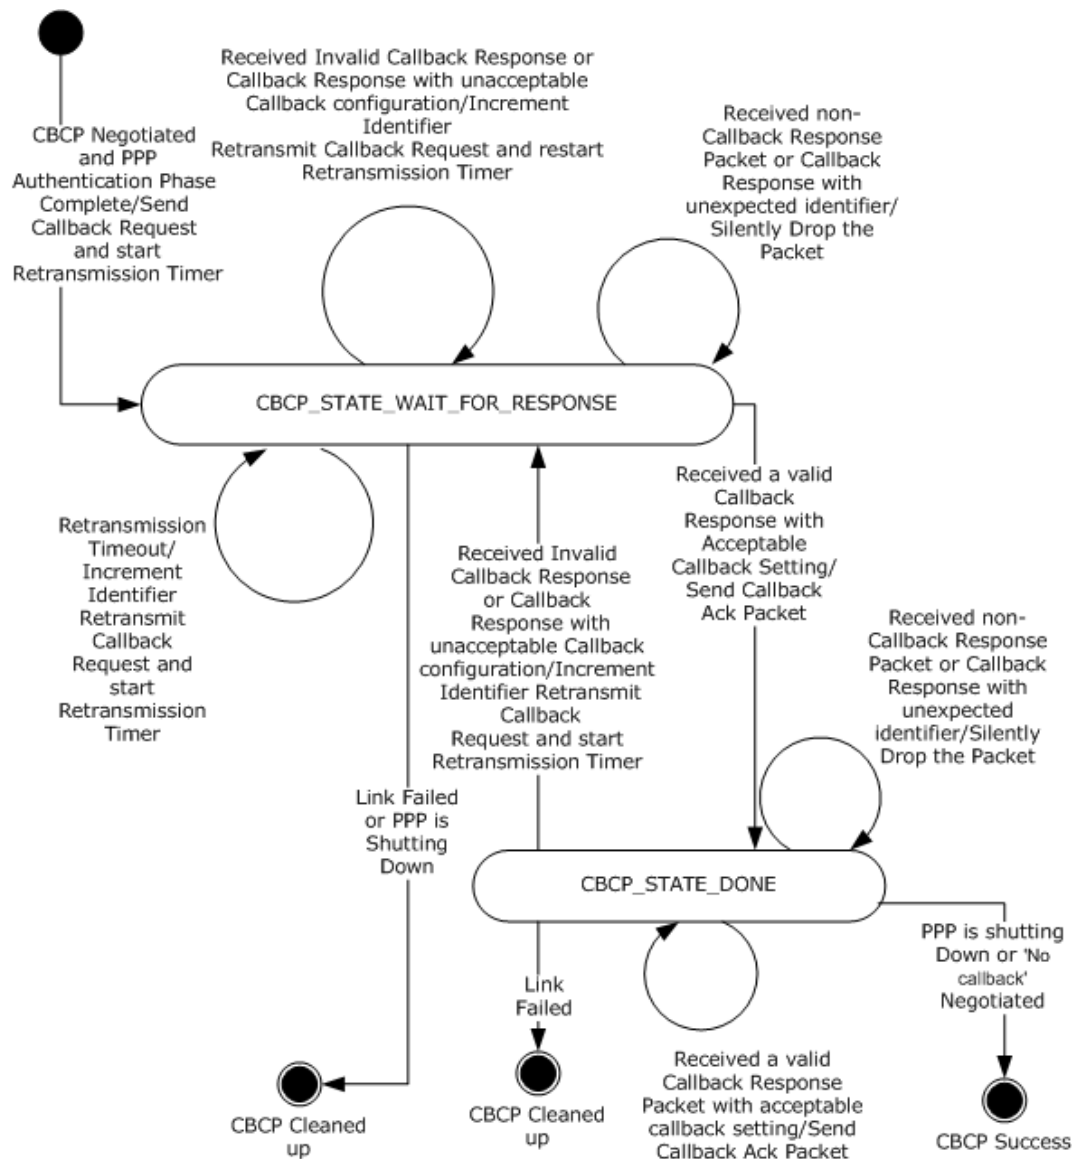 Received Invalid Callback Response or
Callback Response with unacceptable
Callback configuration/Increment
Identifier
Retransmit Callback Request and restart
Retransmission Timer
Received non-
Callback Response
Packet or Callback
Response with
unexpected identifier/
Silently Drop the
Packet
CBCP Negotiated
and PPP
Authentication Phase
Complete/Send
Callback Request
and start
Retransmission Timer
CBCP_STATE_WAIT_FOR_RESPONSE
Retransmission
Timeout/
Increment
Identifier
Retransmit
Callback
Request and
start
Retransmission
Timer
Received Invalid
Callback Response
or Callback
Response with
unacceptable Callback
configuration/Increment
Identifier Retransmit
Callback
Request and start
Retransmission Timer
Received a valid
Callback
Response with
Acceptable
Callback Setting/
Send Callback
Ack Packet
Received non-
Callback Response
Packet or Callback
Response with
unexpected
identifier/Silently
Drop the Packet
Link Failed
or PPP is
Shutting
Down
CBCP_STATE_DONE
Link
Failed
PPP is shutting
Down or 'No
callback'
Negotiated
CBCP Cleaned
up
CBCP Cleaned
up
Received a valid
Callback Response
Packet with acceptable
callback setting/Send
Callback Ack Packet
CBCP Success